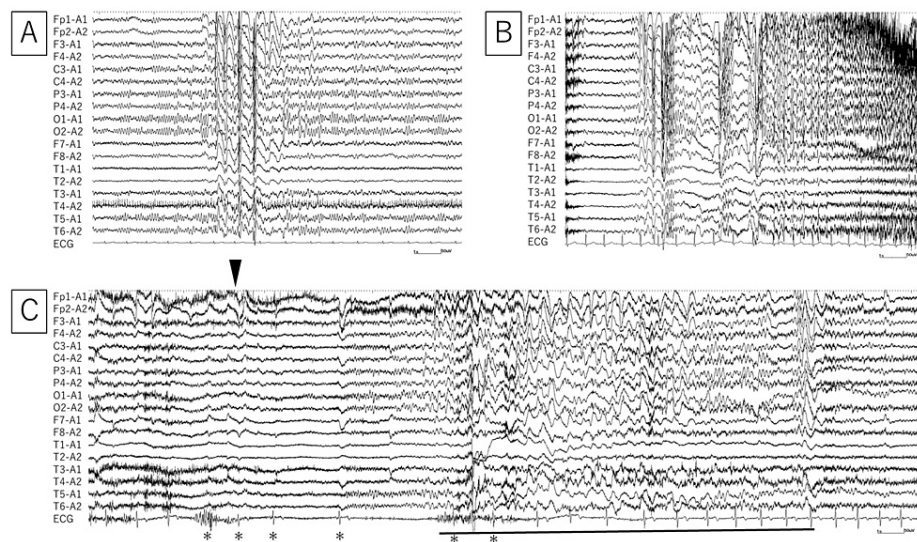 A
Fp1-A1
Fp2-A2
F3-A1
F4-A2
C3-A1
C4-A2
P3-A1
P4-A2
O1-A1
O2-A2
F7-A1
F8-A2
T1-A1
T2-A2
T3-A1
T4-A2
T5-A1
T6-A2
ECG
1s
B
Fp1-A1
Fp2-A2
F3-A1
F4-A2
C3-A1
C4-A2
P3-A1
P4-A2
O1-A1
O2-A2
F7-A1
F8-A2
T1-A1
T2-A2
T3-A1
T4-A2
T5-A1
T6-A2
ECG
1s
C
Fp1-A1
Fp2-A2
F3-A1
F4-A2
C3-A1
C4-A2
P3-A1
P4-A2
O1-A1
O2-A2
F7-A1
F8-A2
T1-A1
T2-A2
T3-A1
T4-A2
T5-A1
T6-A2
ECG
1s
* * * * * *